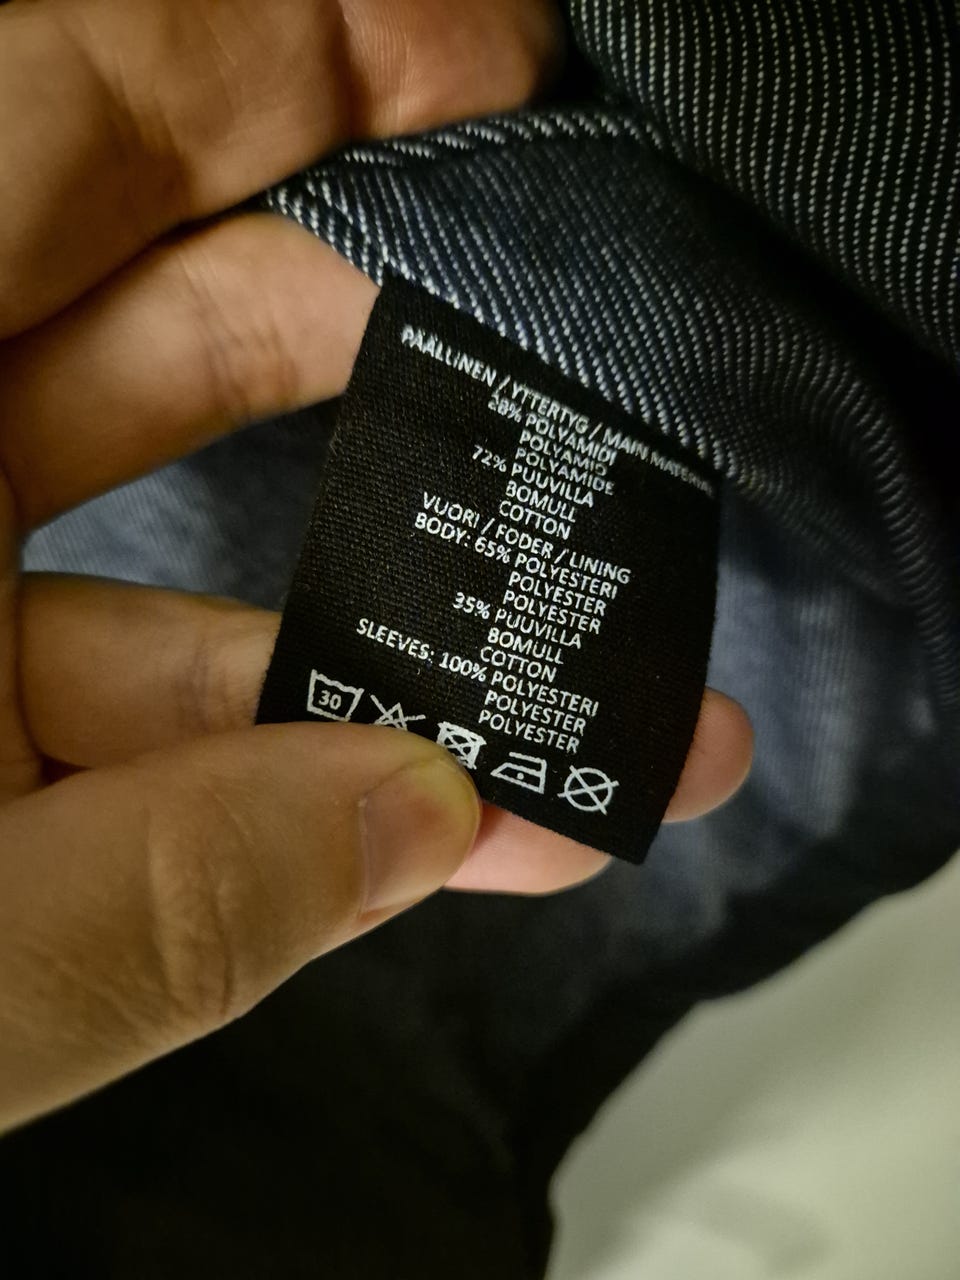 PÄÄLLINEN / YTTERTYG / MAIN MATERIAL
28% POLYAMIDI
POLYAMID
POLYAMIDE
72% PUUVILLA
BOMULL
COTTON
VUORI / FODER / LINING
BODY: 65% POLYESTERI
POLYESTER
POLYESTER
35% PUUVILLA
BOMULL
COTTON
SLEEVES: 100% POLYESTERI
POLYESTER
POLYESTER
30